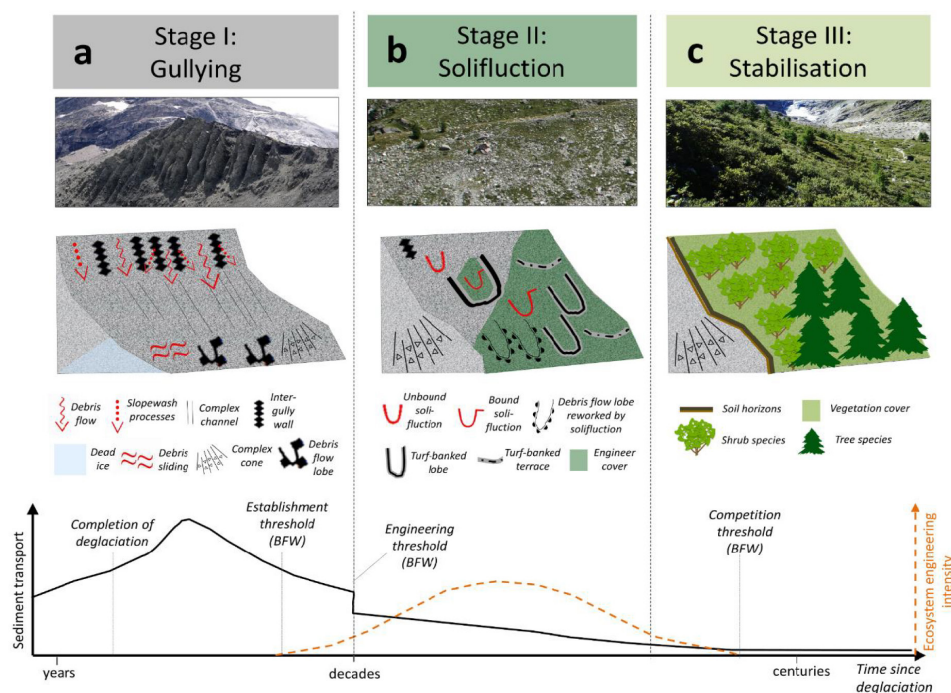 a
Stage I:
Gullying
b
Stage II:
Solifluction
c
Stage III:
Stabilisation
Debris
flow
Slopewash
processes
Complex
channel
Inter-
gully
wall
Dead
ice
Debris
sliding
Complex
cone
Debris
flow
lobe
Unbound
soli-
fluction
Bound
soli-
fluction
Debris flow lobe
reworked by
solifluction
Turf-banked
lobe
Turf-banked
terrace
Engineer
cover
Soil horizons
Vegetation cover
Shrub species
Tree species
Sediment transport
Completion of
deglaciation
Establishment
threshold
(BFW)
Engineering
threshold
(BFW)
Competition
threshold
(BFW)
Ecosystem engineering
intensity
years
decades
centuries
Time since
deglaciation